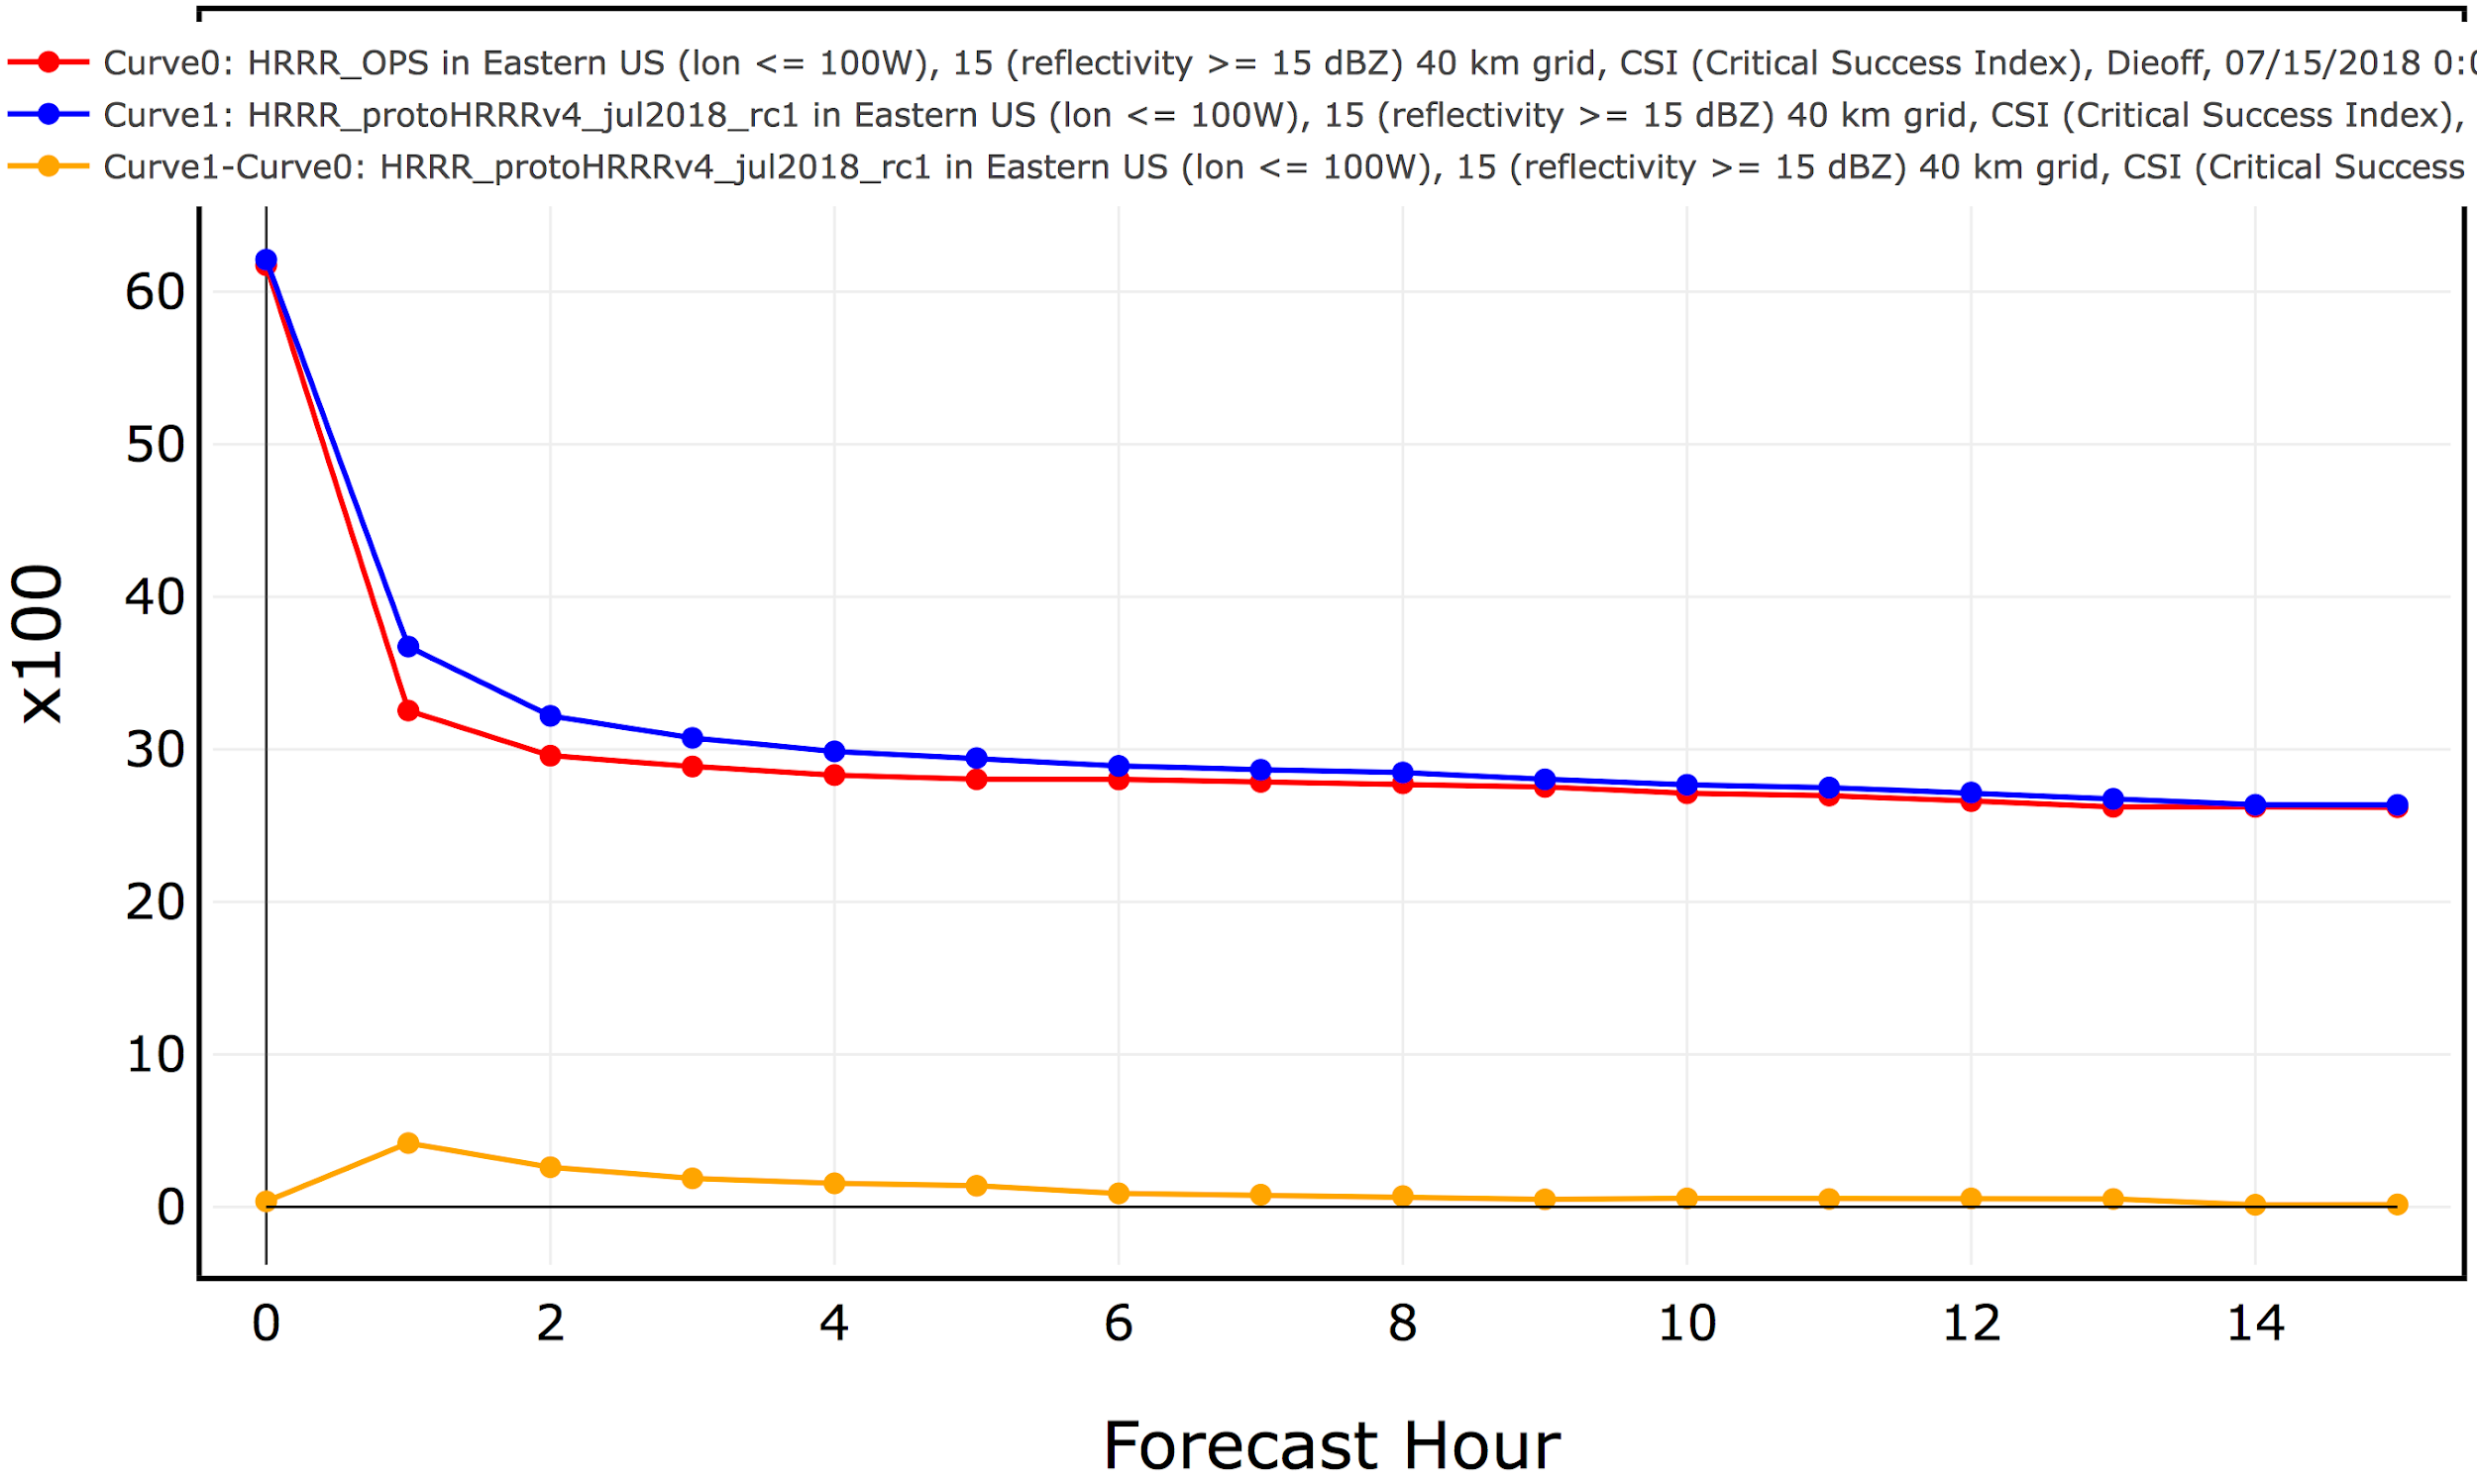 Curve0: HRRR_OPS in Eastern US (lon <= 100W), 15 (reflectivity >= 15 dBZ) 40 km grid, CSI (Critical Success Index), Dieoff, 07/15/2018
Curve1: HRRR_protoHRRRv4_jul2018_rc1 in Eastern US (lon <= 100W), 15 (reflectivity >= 15 dBZ) 40 km grid, CSI (Critical Success Index),
Curve1-Curve0: HRRR_protoHRRRv4_jul2018_rc1 in Eastern US (lon <= 100W), 15 (reflectivity >= 15 dBZ) 40 km grid, CSI (Critical Success
60
50
40
30
20
10
0
x100
0 2 4 6 8 10 12 14
Forecast Hour